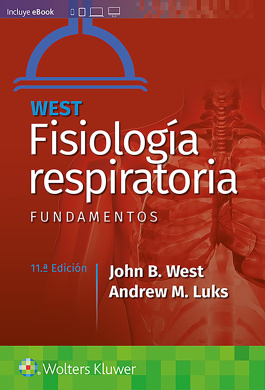 Incluye eBook
WEST
Fisiología
respiratoria
FUNDAMENTOS
11.ª Edición
John B. West
Andrew M. Luks
Wolters Kluwer